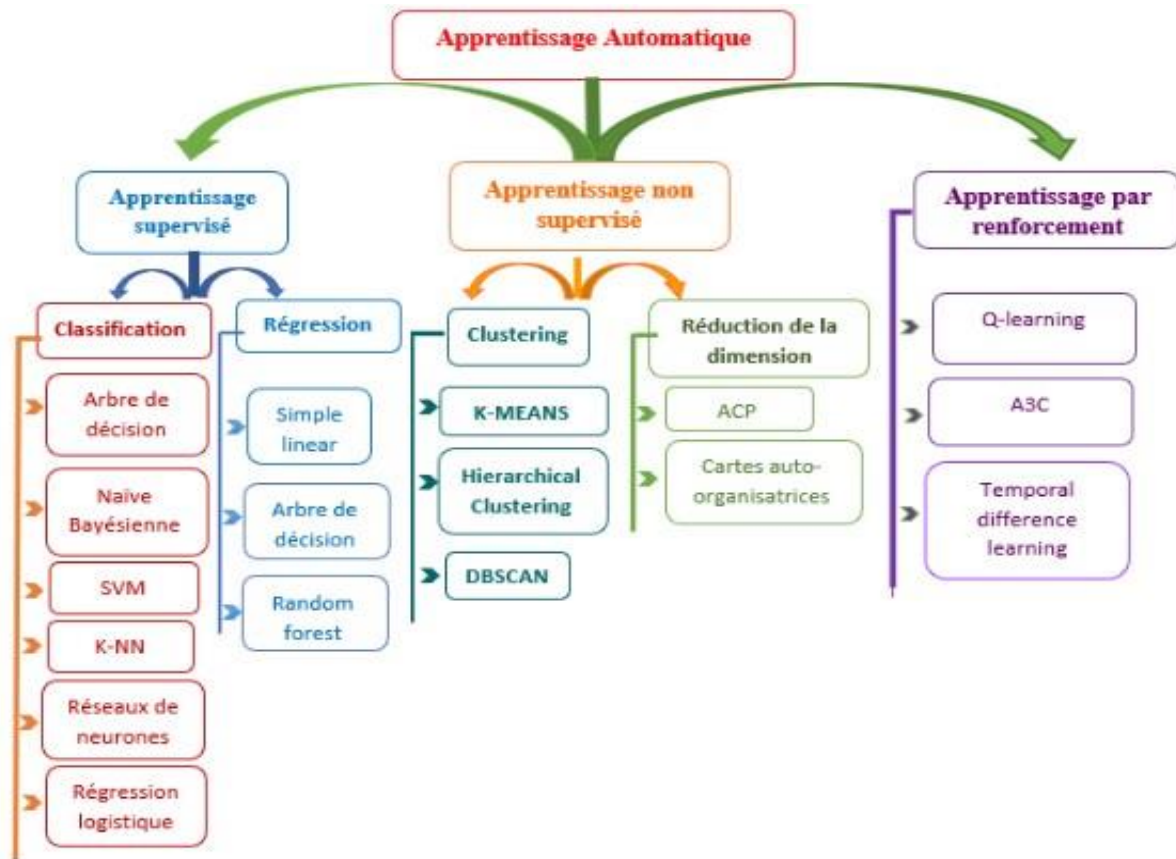 Apprentissage Automatique
Apprentissage
supervisé
Classification
Arbre de
décision
Naïve
Bayésienne
SVM
K-NN
Réseaux de
neurones
Régression
logistique
Régression
Simple
linear
Arbre de
décision
Random
forest
Apprentissage non
supervisé
Clustering
K-MEANS
Hierarchical
Clustering
DBSCAN
Réduction de la
dimension
ACP
Cartes auto-
organisatrices
Apprentissage par
renforcement
Q-learning
A3C
Temporal
difference
learning